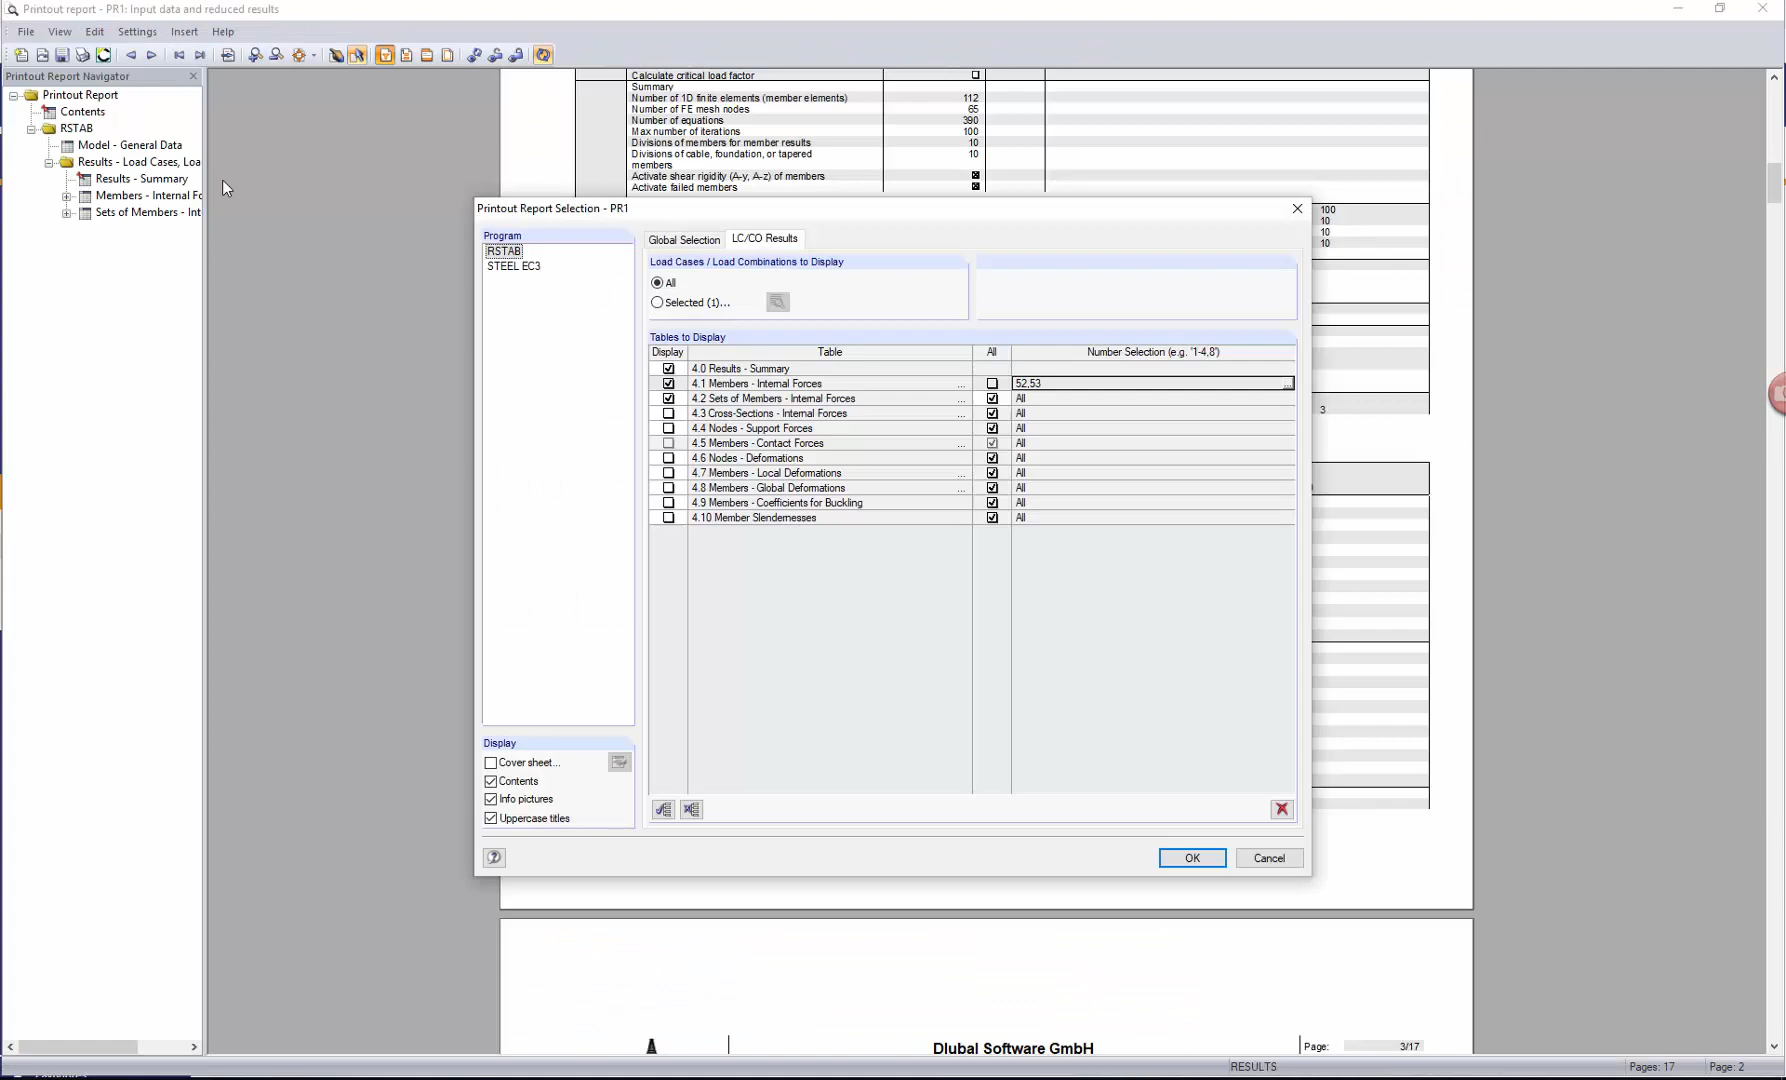 Printout report - PR1: Input data and reduced results
File View Edit Settings Insert Help
Printout Report Navigator
Printout Report
Contents
RSTAB
Model - General Data
Results - Load Cases, Loa
Results - Summary
Members - Internal Fo
Sets of Members - Int
Calculate critical load factor
Summary
Number of 1D finite elements (member elements) 112
Number of FE mesh nodes 65
Number of equations 390
Max number of iterations 100
Divisions of members for member results 10
Divisions of cable, foundation, or tapered 10
members
Activate shear rigidity (A-y, A-z) of members
Activate failed members
100
10
10
10
3
Printout Report Selection - PR1
Program
RSTAB
STEEL EC3
Global Selection LC/CO Results
Load Cases / Load Combinations to Display
All
Selected (1)...
Tables to Display
Display Table All Number Selection (e.g. '1-4,8')
4.0 Results - Summary
4.1 Members - Internal Forces ... 52,53 ...
4.2 Sets of Members - Internal Forces ... All
4.3 Cross-Sections - Internal Forces ... All
4.4 Nodes - Support Forces All
4.5 Members - Contact Forces ... All
4.6 Nodes - Deformations All
4.7 Members - Local Deformations ... All
4.8 Members - Global Deformations ... All
4.9 Members - Coefficients for Buckling All
4.10 Member Slendernesses All
Display
Cover sheet...
Contents
Info pictures
Uppercase titles
OK Cancel
Dlubal Software GmbH
Page: 3/17
RESULTS Pages: 17 Page: 2